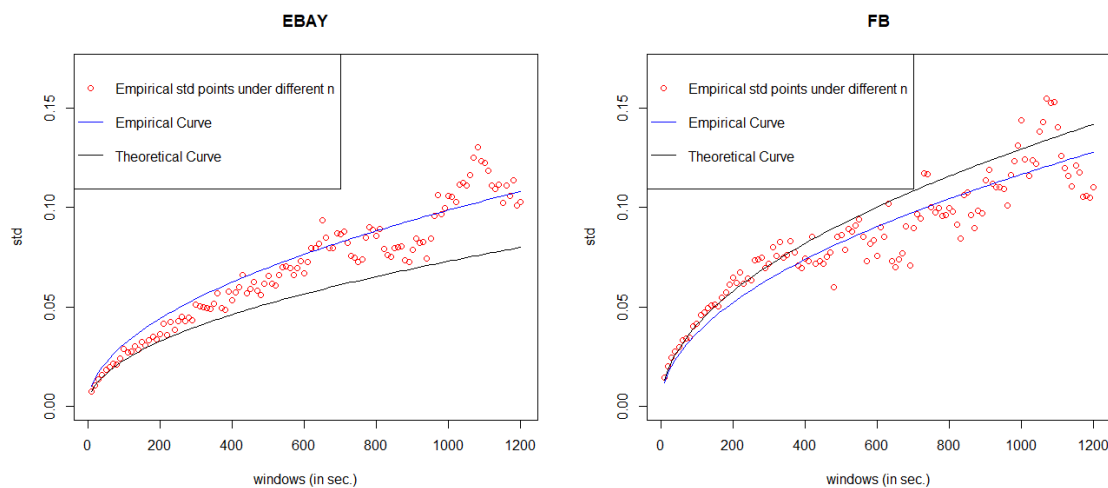 EBAY
Empirical std points under different n
Empirical Curve
Theoretical Curve
std
0.00
0.05
0.10
0.15
0
200
400
600
800
1000
1200
windows (in sec.)
FB
Empirical std points under different n
Empirical Curve
Theoretical Curve
std
0.00
0.05
0.10
0.15
0
200
400
600
800
1000
1200
windows (in sec.)